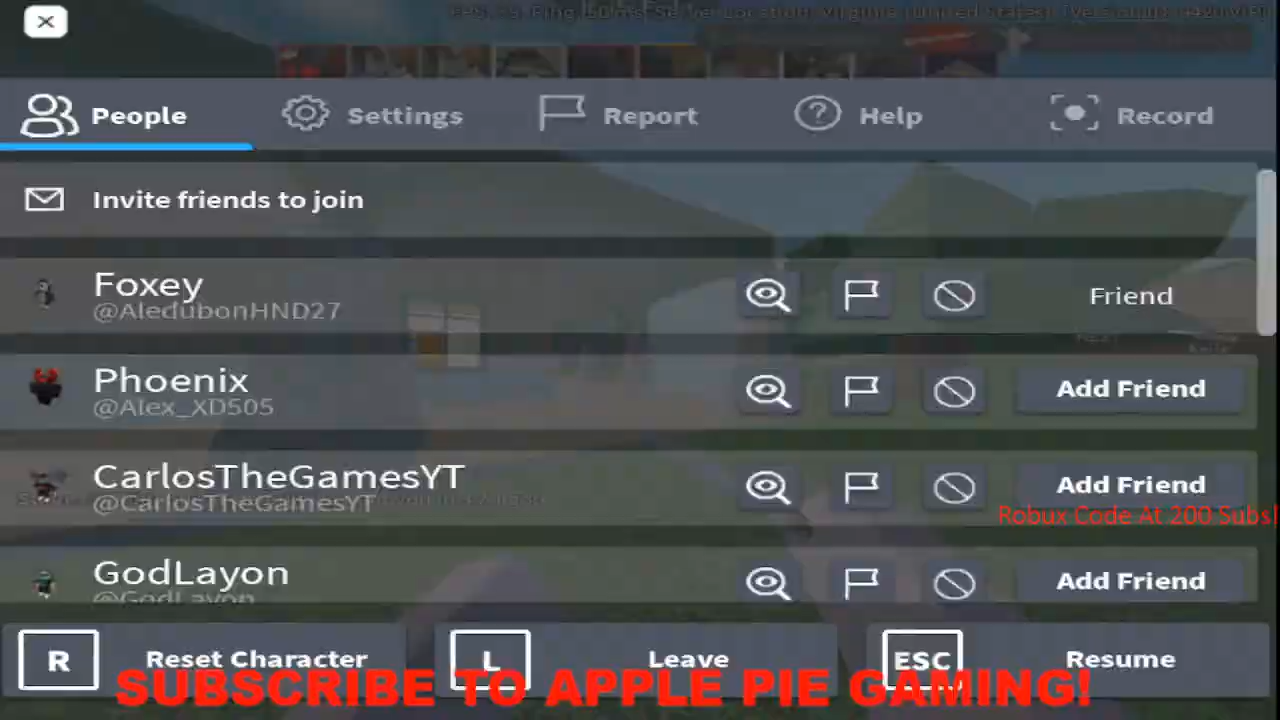 People
Settings
Report
Help
Record
Invite friends to join
Foxey
@AledubonHND27
Friend
Phoenix
@Alex_XD505
Add Friend
CarlosTheGamesYT
@CarlosTheGamesYT
Add Friend
Robux Code At 200 Subs!
GodLayon
@GodLayon
Add Friend
R
Reset Character
L
Leave
ESC
Resume
SUBSCRIBE TO APPLE PIE GAMING!